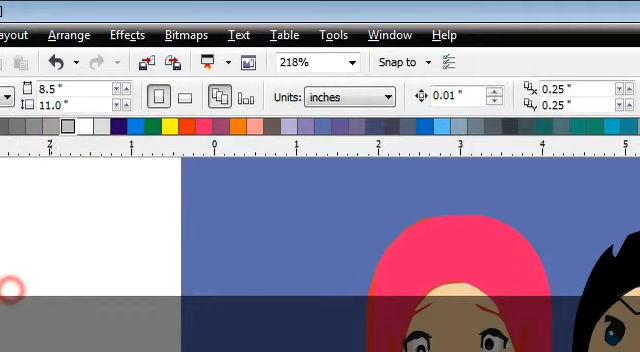 ayout Arrange Effects Bitmaps Text Table Tools Window Help
218% Snap to
8.5 " Units: inches 0.01 " 0.25 "
11.0 " 0.25 "
2 1 0 1 2 3 4 5